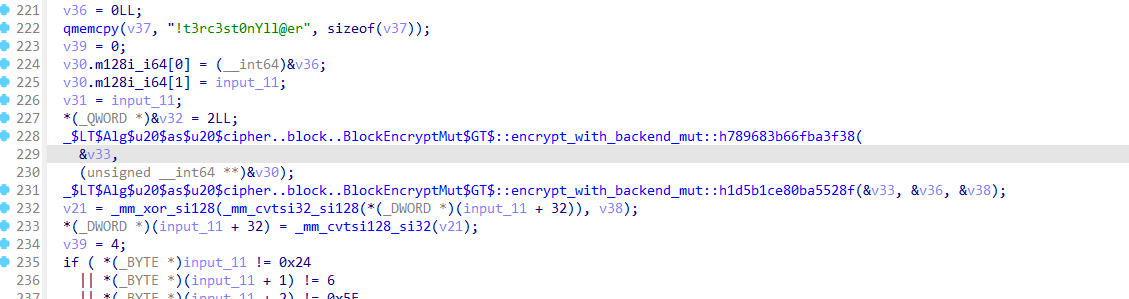 221 v36 = 0LL;
222 qmemcpy(v37, "!t3rc3st0nYll@er", sizeof(v37));
223 v39 = 0;
224 v30.m128i_i64[0] = (__int64)&v36;
225 v30.m128i_i64[1] = input_11;
226 v31 = input_11;
227 *(_QWORD *)&v32 = 2LL;
228 _$LT$Alg$u20$as$u20$cipher..block..BlockEncryptMut$GT$::encrypt_with_backend_mut::h789683b66fba3f38(
229 &v33,
230 (unsigned __int64 **)&v30);
231 _$LT$Alg$u20$as$u20$cipher..block..BlockEncryptMut$GT$::encrypt_with_backend_mut::h1d5b1ce80ba5528f(&v33, &v36, &v38);
232 v21 = _mm_xor_si128(_mm_cvtsi32_si128(*(_DWORD *)(input_11 + 32)), v38);
233 *(_DWORD *)(input_11 + 32) = _mm_cvtsi128_si32(v21);
234 v39 = 4;
235 if ( *(_BYTE *)input_11 != 0x24
236 || *(_BYTE *)(input_11 + 1) != 6
237 || *(_BYTE *)(input_11 + 2) != 0x5E